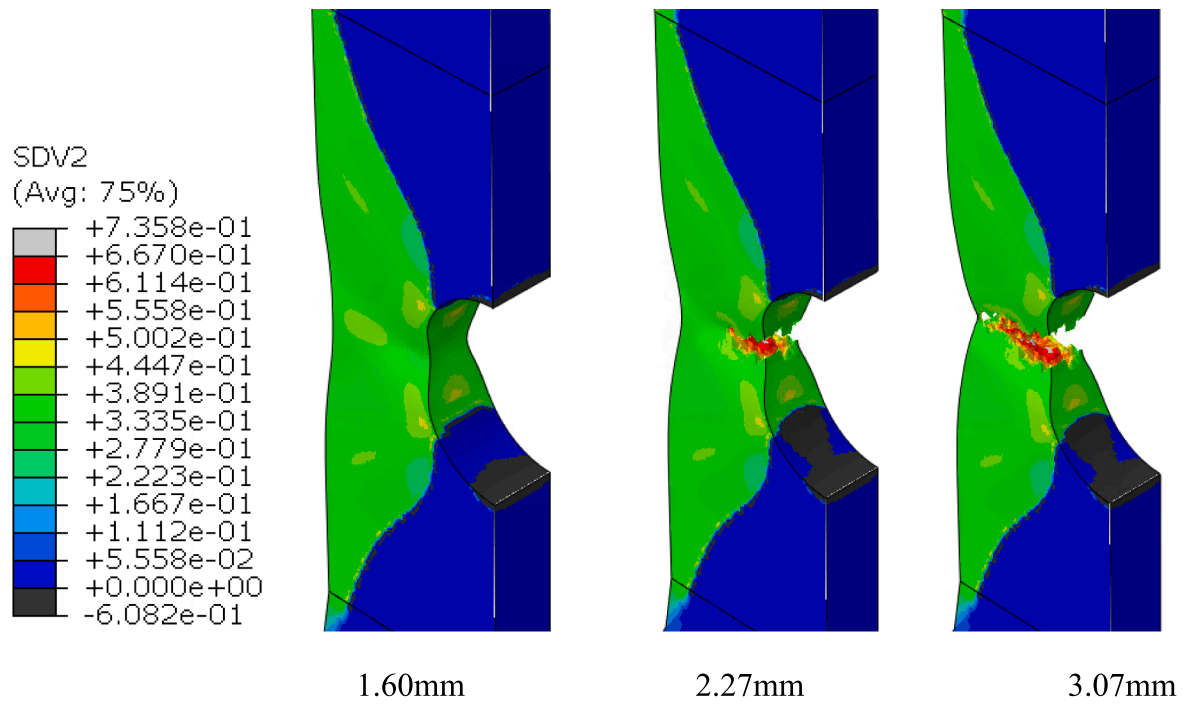 SDV2
(Avg: 75%)
+7.358e-01
+6.670e-01
+6.114e-01
+5.558e-01
+5.002e-01
+4.447e-01
+3.891e-01
+3.335e-01
+2.779e-01
+2.223e-01
+1.667e-01
+1.112e-01
+5.558e-02
+0.000e+00
-6.082e-01
1.60mm
2.27mm
3.07mm